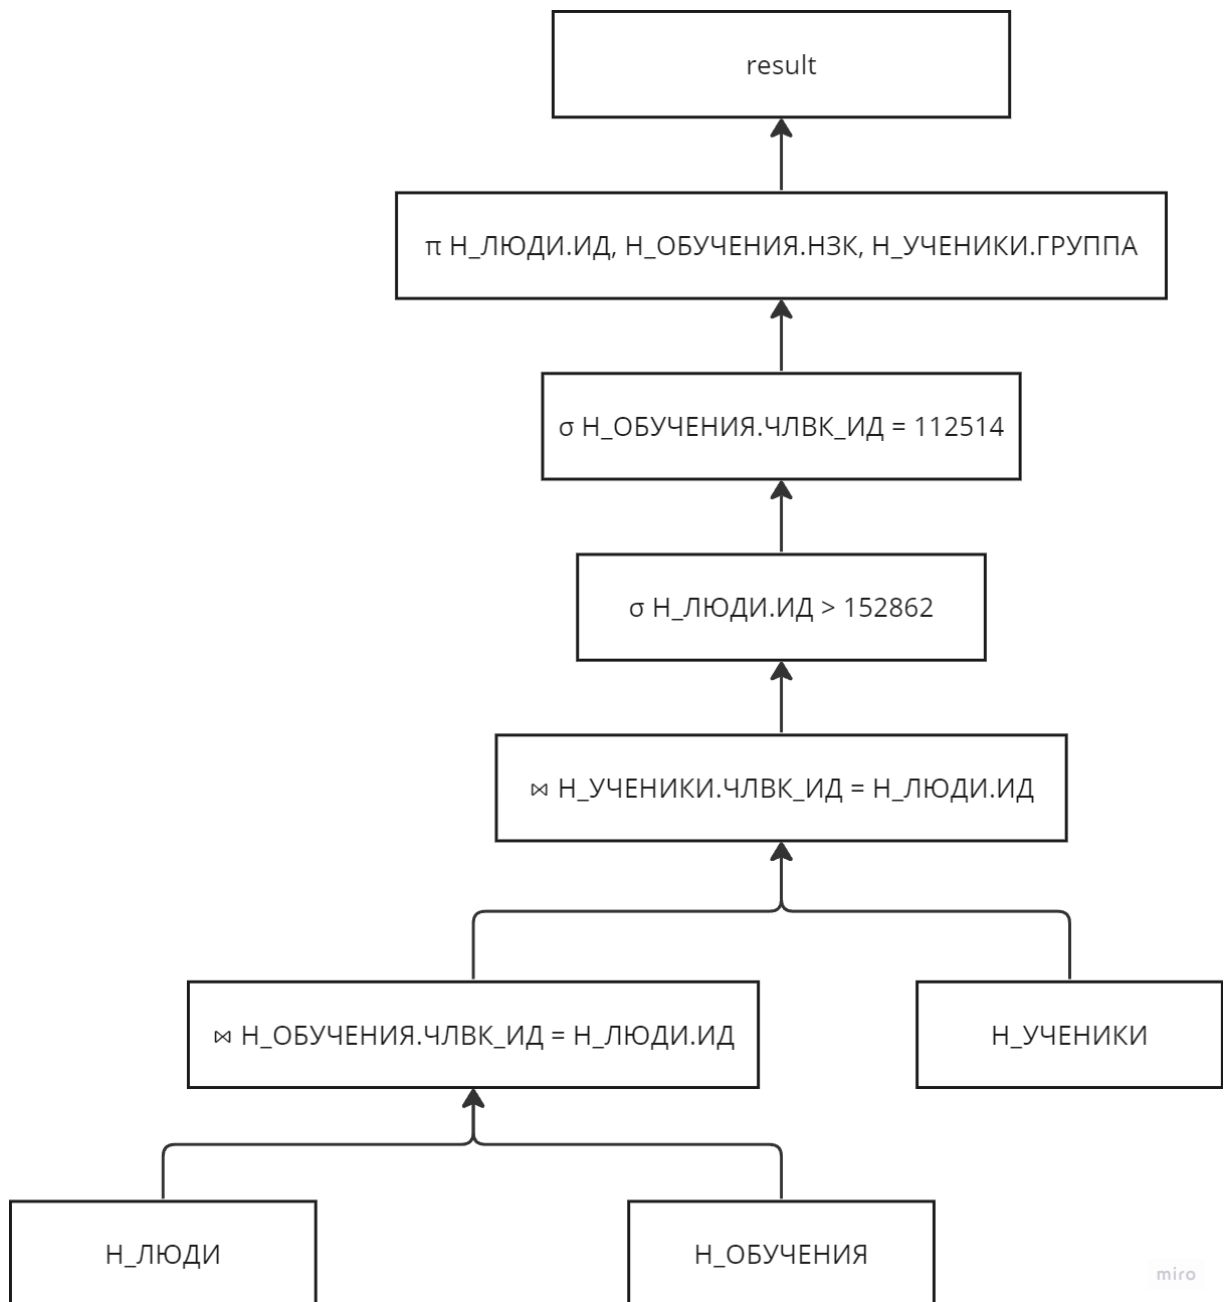 result
π Н_ЛЮДИ.ИД, Н_ОБУЧЕНИЯ.НЗК, Н_УЧЕНИКИ.ГРУППА
σ Н_ОБУЧЕНИЯ.ЧЛВК_ИД = 112514
σ Н_ЛЮДИ.ИД > 152862
⋈ Н_УЧЕНИКИ.ЧЛВК_ИД = Н_ЛЮДИ.ИД
⋈ Н_ОБУЧЕНИЯ.ЧЛВК_ИД = Н_ЛЮДИ.ИД
Н_УЧЕНИКИ
Н_ЛЮДИ
Н_ОБУЧЕНИЯ
miro